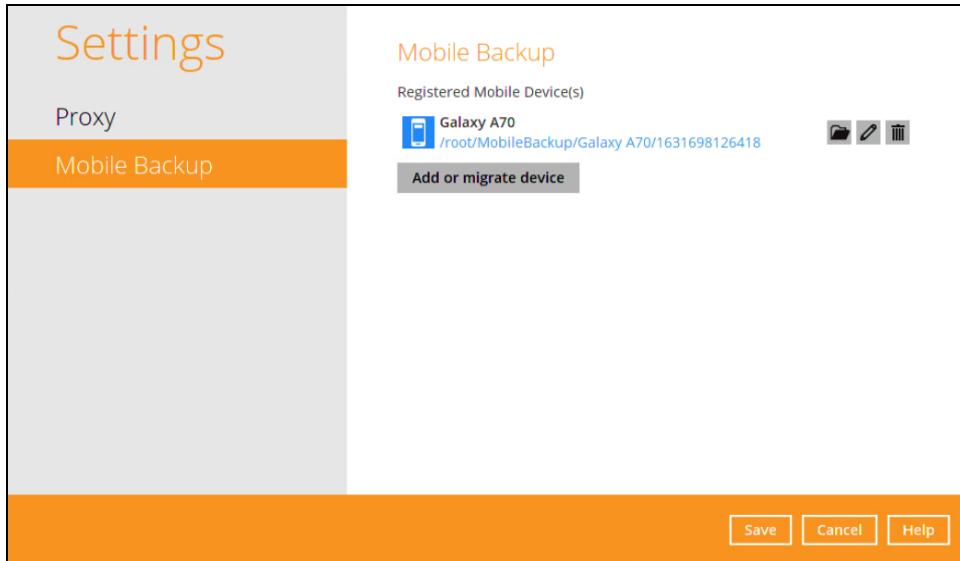 Settings
Proxy
Mobile Backup
Mobile Backup
Registered Mobile Device(s)
Galaxy A70
/root/MobileBackup/Galaxy A70/1631698126418
Add or migrate device
Save
Cancel
Help